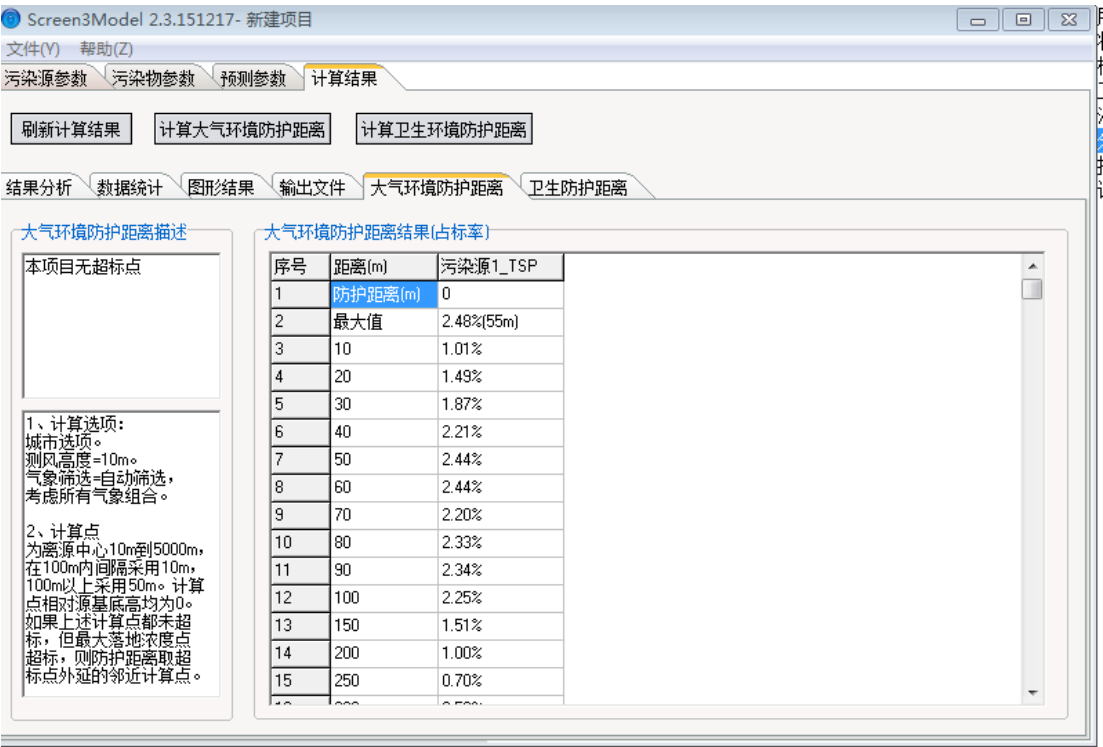 Screen3Model 2.3.151217- 新建项目
文件(Y) 帮助(Z)
污染源参数 污染物参数 预测参数 计算结果
刷新计算结果 计算大气环境防护距离 计算卫生环境防护距离
结果分析 数据统计 图形结果 输出文件 大气环境防护距离 卫生防护距离
大气环境防护距离描述
本项目无超标点
1、计算选项:
城市选项。
测风高度=10m。
气象筛选=自动筛选,
考虑所有气象组合。
2、计算点
为离源中心10m到5000m,
在100m内间隔采用10m,
100m以上采用50m。计算
点相对源基底高均为0。
如果上述计算点都未超
标,但最大落地浓度点
超标,则防护距离取超
标点外延的邻近计算点。
大气环境防护距离结果(占标率)
序号 距离(m) 污染源1_TSP
1 防护距离(m) 0
2 最大值 2.48%(55m)
3 10 1.01%
4 20 1.49%
5 30 1.87%
6 40 2.21%
7 50 2.44%
8 60 2.44%
9 70 2.20%
10 80 2.33%
11 90 2.34%
12 100 2.25%
13 150 1.51%
14 200 1.00%
15 250 0.70%